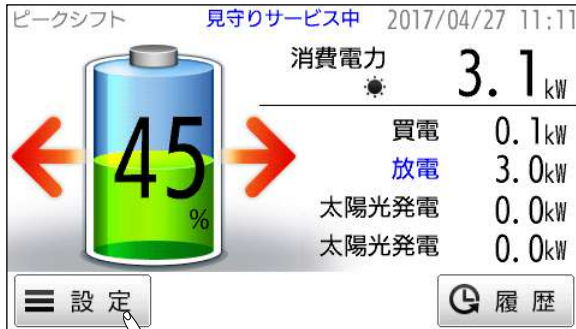 ピークシフト 見守りサービス中 2017/04/27 11:11
消費電力 3.1kW
45%
買電 0.1kW
放電 3.0kW
太陽光発電 0.0kW
太陽光発電 0.0kW
設定 履歴